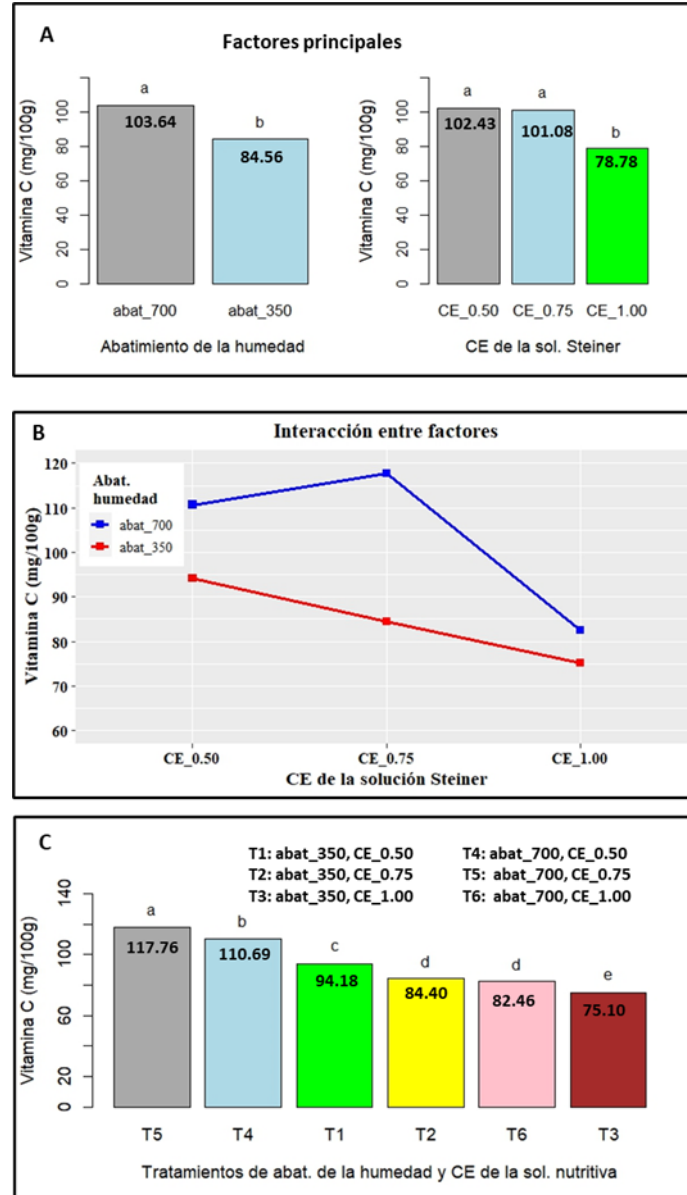 A
Factores principales
Vitamina C (mg/100g)
0 20 40 60 80 100
a
103.64
b
84.56
abat_700 abat_350
Abatimiento de la humedad
Vitamina C (mg/100g)
0 20 40 60 80 100
a
102.43
a
101.08
b
78.78
CE_0.50 CE_0.75 CE_1.00
CE de la sol. Steiner
B
Interacción entre factores
Vitamina C (mg/100g)
120
110
100
90
80
70
60
Abat.
humedad
abat_700
abat_350
CE_0.50 CE_0.75 CE_1.00
CE de la solución Steiner
C
T1: abat_350, CE_0.50
T2: abat_350, CE_0.75
T3: abat_350, CE_1.00
T4: abat_700, CE_0.50
T5: abat_700, CE_0.75
T6: abat_700, CE_1.00
Vitamina C (mg/100g)
0 20 60 100 140
a
117.76
b
110.69
c
94.18
d
84.40
d
82.46
e
75.10
T5 T4 T1 T2 T6 T3
Tratamientos de abat. de la humedad y CE de la sol. nutritiva